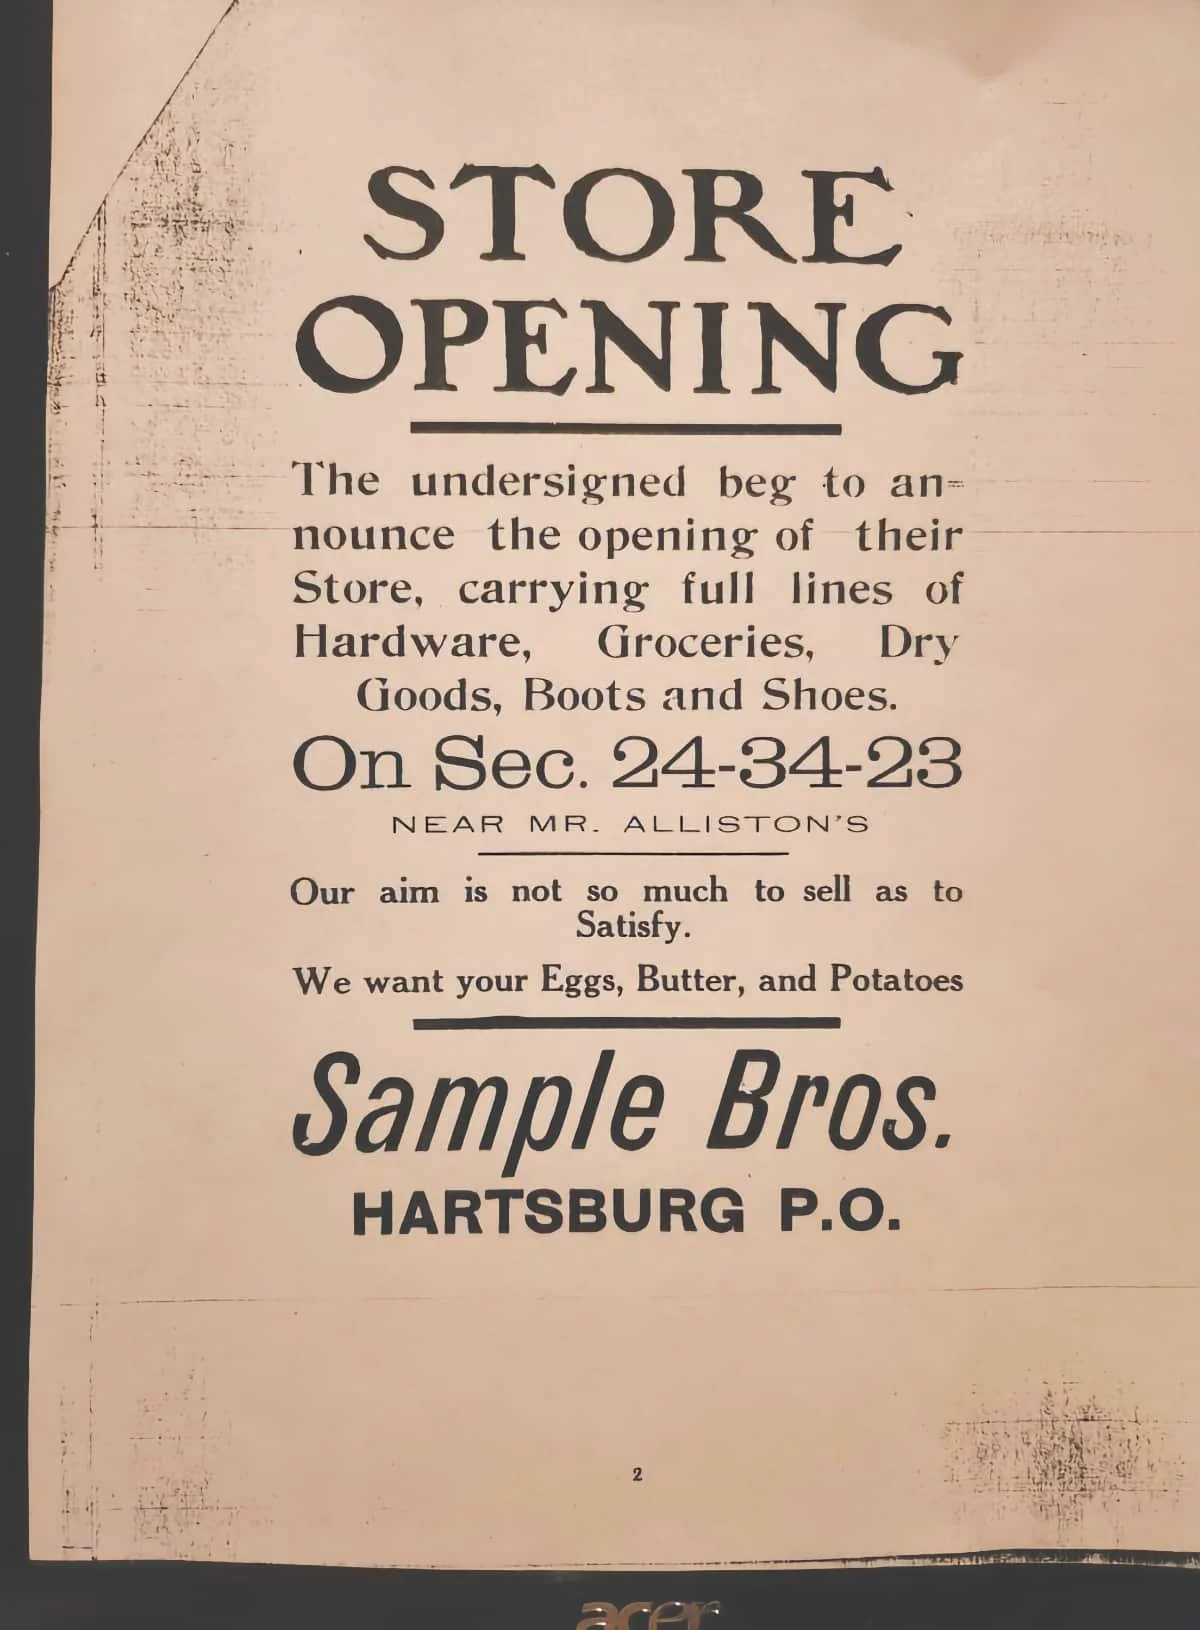 STORE
OPENING
The undersigned beg to an=
nounce the opening of their
Store, carrying full lines of
Hardware, Groceries, Dry
Goods, Boots and Shoes.
On Sec. 24-34-23
NEAR MR. ALLISTON'S
Our aim is not so much to sell as to
Satisfy.
We want your Eggs, Butter, and Potatoes
Sample Bros.
HARTSBURG P.O.
2
acer